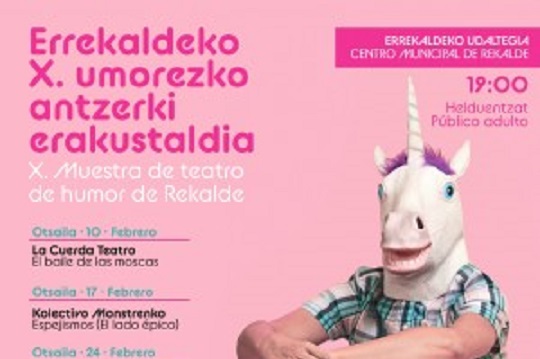 Errekaldeko
X. umorezko
antzerki
erakustaldia
X. Muestra de teatro
de humor de Rekalde
ERREKALDEKO UDALTEGIA
CENTRO MUNICIPAL DE REKALDE
19:00
Helduentzat
Público adulto
Otsaila · 10 · Febrero
La Cuerda Teatro
El baile de las moscas
Otsaila · 17 · Febrero
Kolectivo Monstrenko
Espejismos (El lado épico)
Otsaila · 24 · Febrero